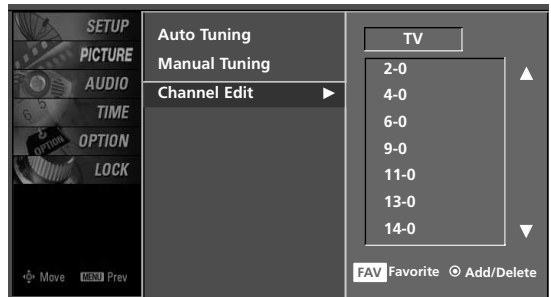 SETUP
PICTURE
AUDIO
TIME
OPTION
LOCK
Move MENU Prev
Auto Tuning
Manual Tuning
Channel Edit
TV
2-0
4-0
6-0
9-0
11-0
13-0
14-0
FAV Favorite Add/Delete